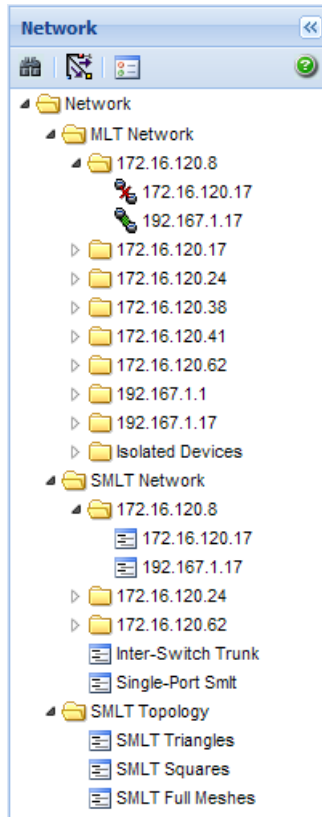 Network
Network
MLT Network
172.16.120.8
172.16.120.17
192.167.1.17
172.16.120.17
172.16.120.24
172.16.120.38
172.16.120.41
172.16.120.62
192.167.1.1
192.167.1.17
Isolated Devices
SMLT Network
172.16.120.8
172.16.120.17
192.167.1.17
172.16.120.24
172.16.120.62
Inter-Switch Trunk
Single-Port Smlt
SMLT Topology
SMLT Triangles
SMLT Squares
SMLT Full Meshes